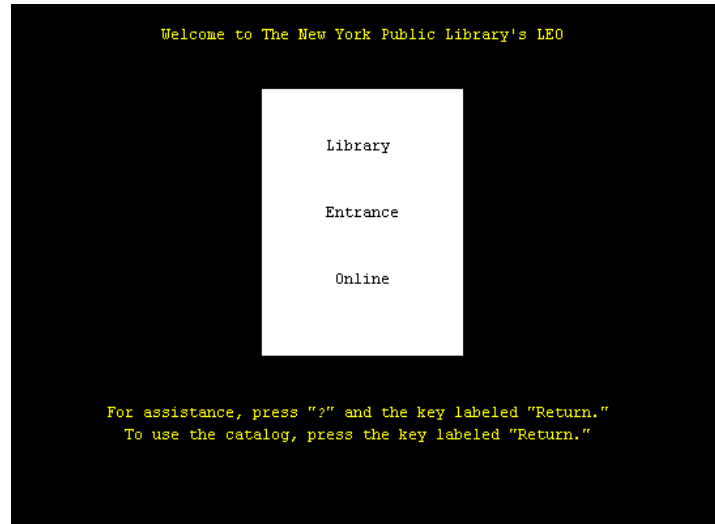 Welcome to The New York Public Library's LEO
Library
Entrance
Online
For assistance, press "?" and the key labeled "Return."
To use the catalog, press the key labeled "Return."